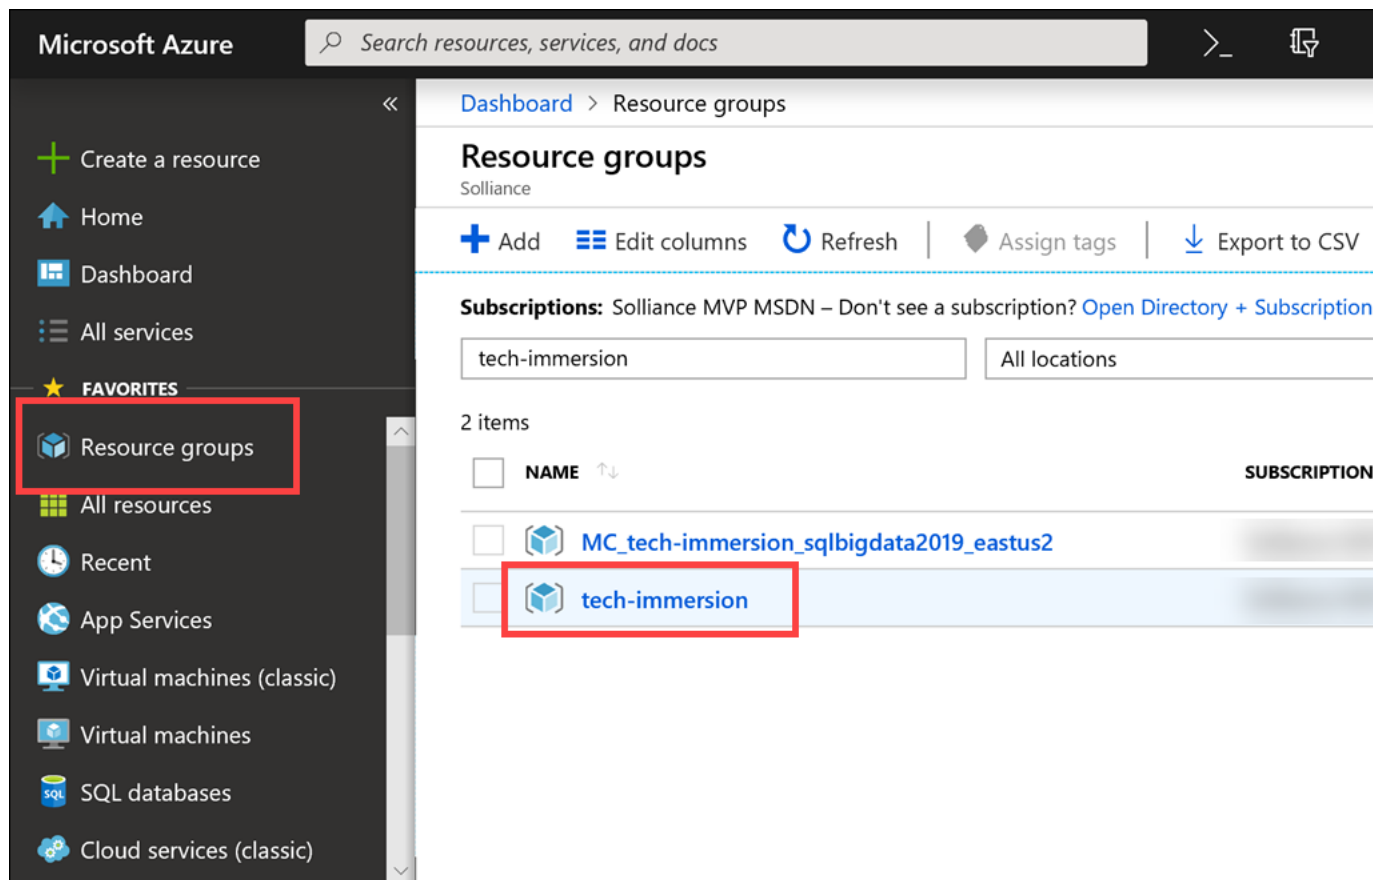 Microsoft Azure
Search resources, services, and docs
Create a resource
Home
Dashboard
All services
FAVORITES
Resource groups
All resources
Recent
App Services
Virtual machines (classic)
Virtual machines
SQL
SQL databases
Cloud services (classic)
Dashboard > Resource groups
Resource groups
Solliance
Add Edit columns Refresh Assign tags Export to CSV
Subscriptions: Solliance MVP MSDN – Don't see a subscription? Open Directory + Subscription
tech-immersion
All locations
2 items
NAME SUBSCRIPTION
MC_tech-immersion_sqlbigdata2019_eastus2
tech-immersion